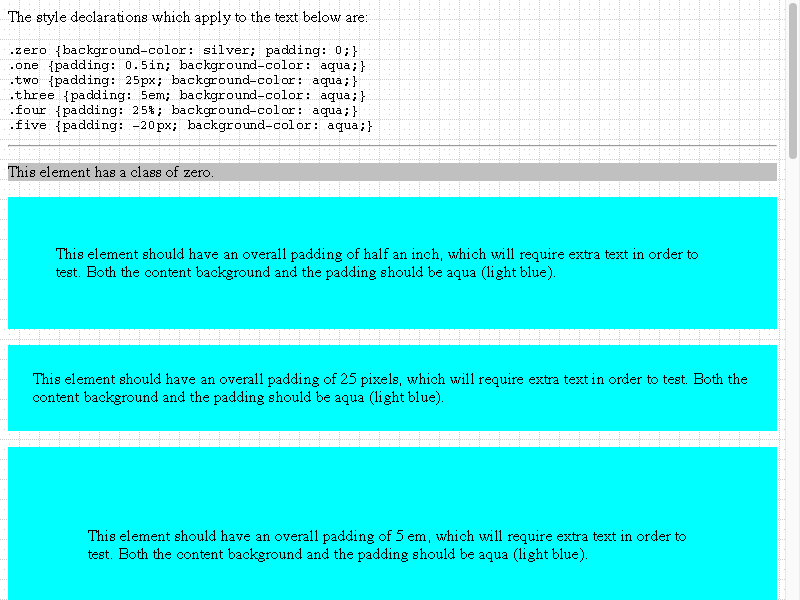 The style declarations which apply to the text below are:
.zero {background-color: silver; padding: 0;}
.one {padding: 0.5in; background-color: aqua;}
.two {padding: 25px; background-color: aqua;}
.three {padding: 5em; background-color: aqua;}
.four {padding: 25%; background-color: aqua;}
.five {padding: -20px; background-color: aqua;}
This element has a class of zero.
This element should have an overall padding of half an inch, which will require extra text in order to
test. Both the content background and the padding should be aqua (light blue).
This element should have an overall padding of 25 pixels, which will require extra text in order to test. Both the
content background and the padding should be aqua (light blue).
This element should have an overall padding of 5 em, which will require extra text in order to
test. Both the content background and the padding should be aqua (light blue).